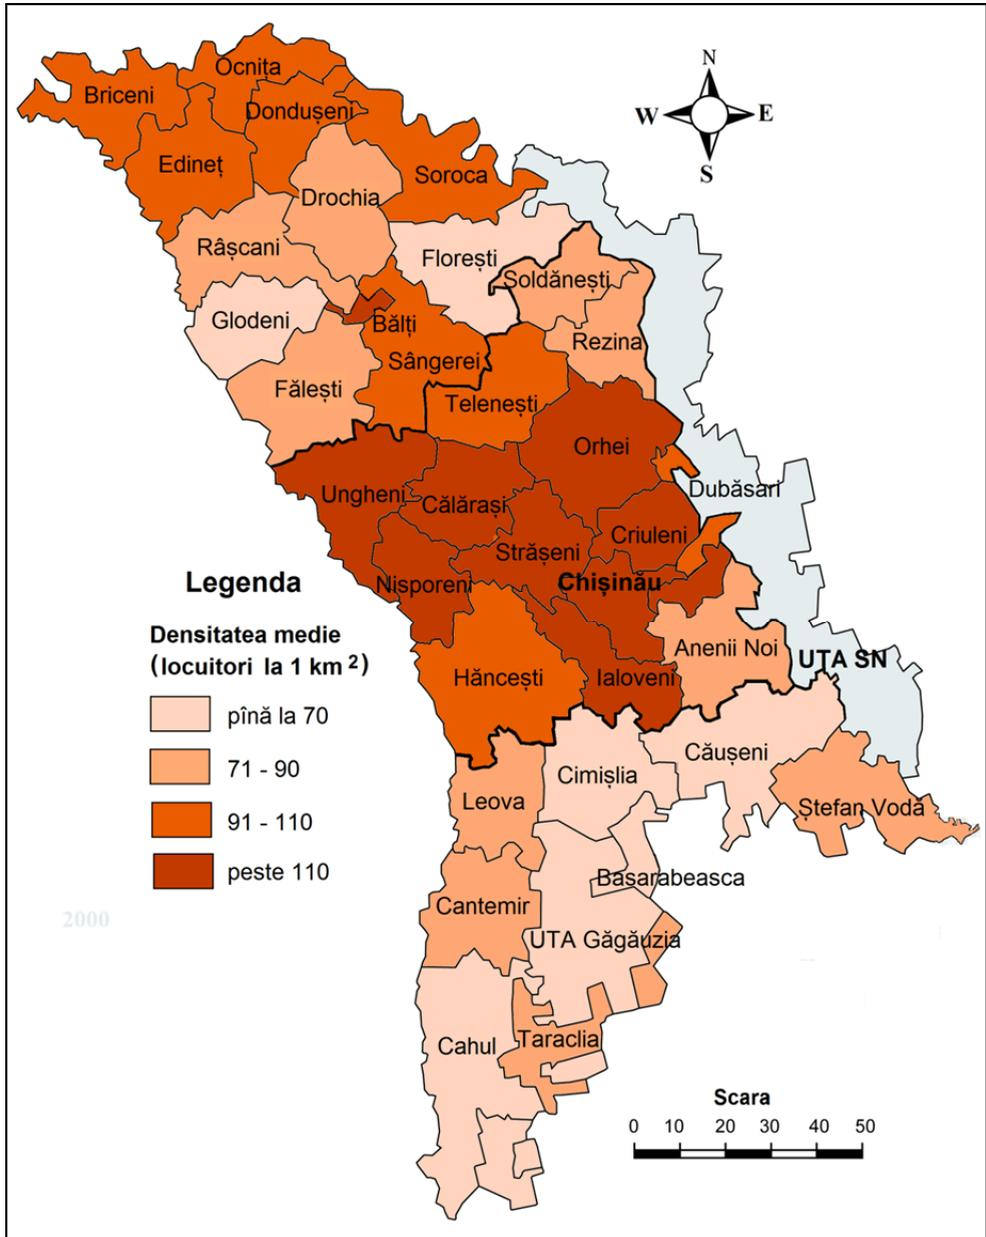 N
W E
S
Ocnița
Briceni
Dondușeni
Edineț
Soroca
Drochia
Râșcani
Florești
Soldănești
Glodeni
Bălți
Rezina
Sângerei
Fălești
Telenești
Orhei
Dubăsari
Ungheni
Călărași
Criuleni
Strășeni
Chișinău
Nisporeni
Anenii Noi
UTA SN
Hăncești
Ialoveni
Căușeni
Cimișlia
Leova
Ștefan Vodă
Basarabeasca
Cantemir
UTA Găgăuzia
Cahul
Taraclia
Legenda
Densitatea medie
(locuitori la 1 km ²)
pînă la 70
71 - 90
91 - 110
peste 110
2000
Scara
0 10 20 30 40 50